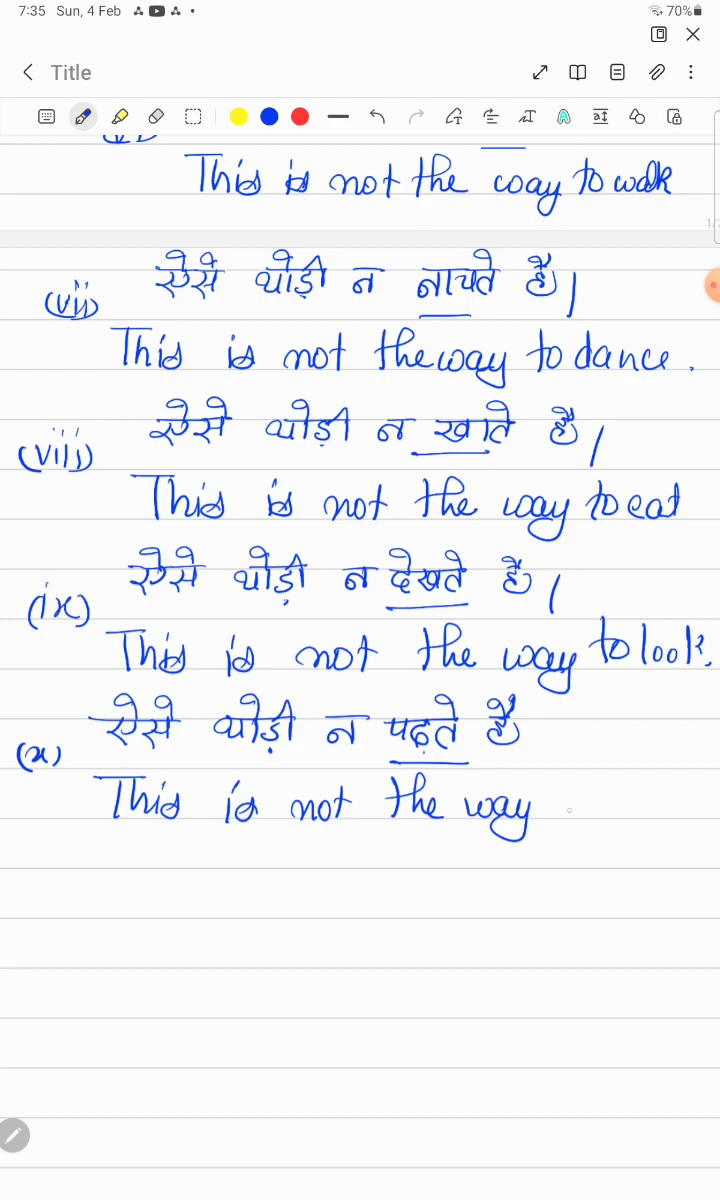 7:35 Sun, 4 Feb
70%
Title
This is not the way to walk
1/2
(vii) ऐसे थोड़ी न नाचते हैं।
This is not the way to dance.
(viii) ऐसे थोड़ी न खाते हैं।
This is not the way to eat
(ix) ऐसे थोड़ी न देखते हैं।
This is not the way to look.
(x) ऐसे थोड़ी न पढ़ते हैं
This is not the way